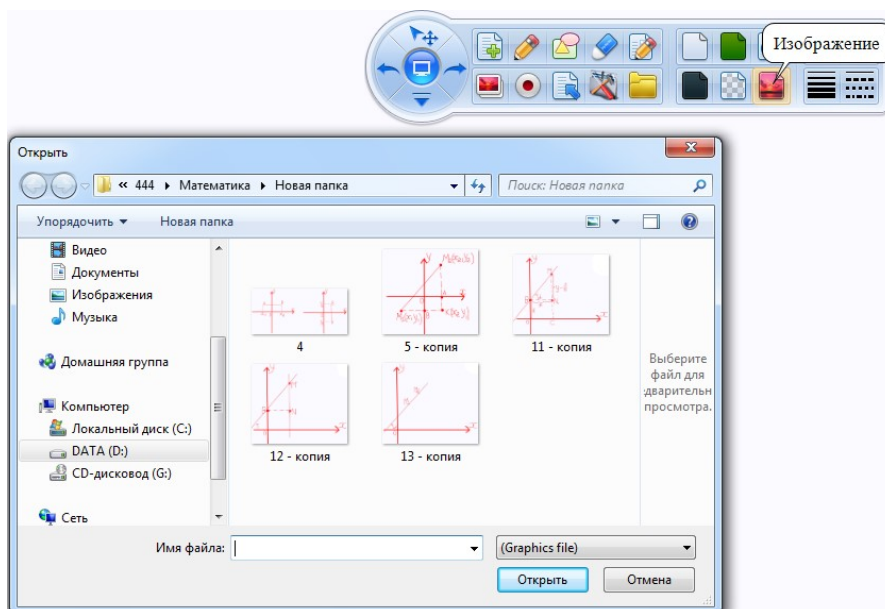 Изображение
Открыть
« 444 ▸ Математика ▸ Новая папка
Поиск: Новая папка
Упорядочить ▾ Новая папка
Видео
Документы
Изображения
Музыка
Домашняя группа
Компьютер
Локальный диск (C:)
DATA (D:)
CD-дисковод (G:)
Сеть
4
5 - копия
11 - копия
12 - копия
13 - копия
Выберите
файл для
дварительн
просмотра.
Имя файла:
(Graphics file)
Открыть
Отмена